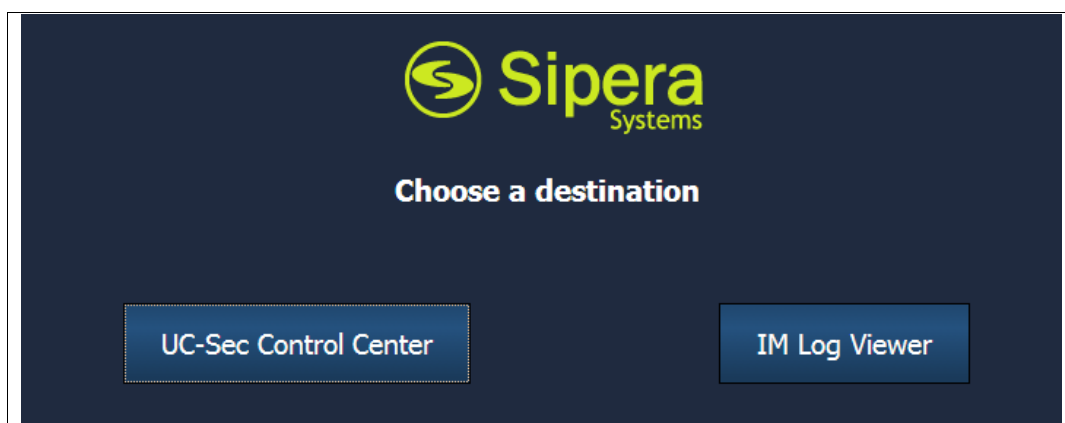 Sipera
Systems
Choose a destination
UC-Sec Control Center
IM Log Viewer